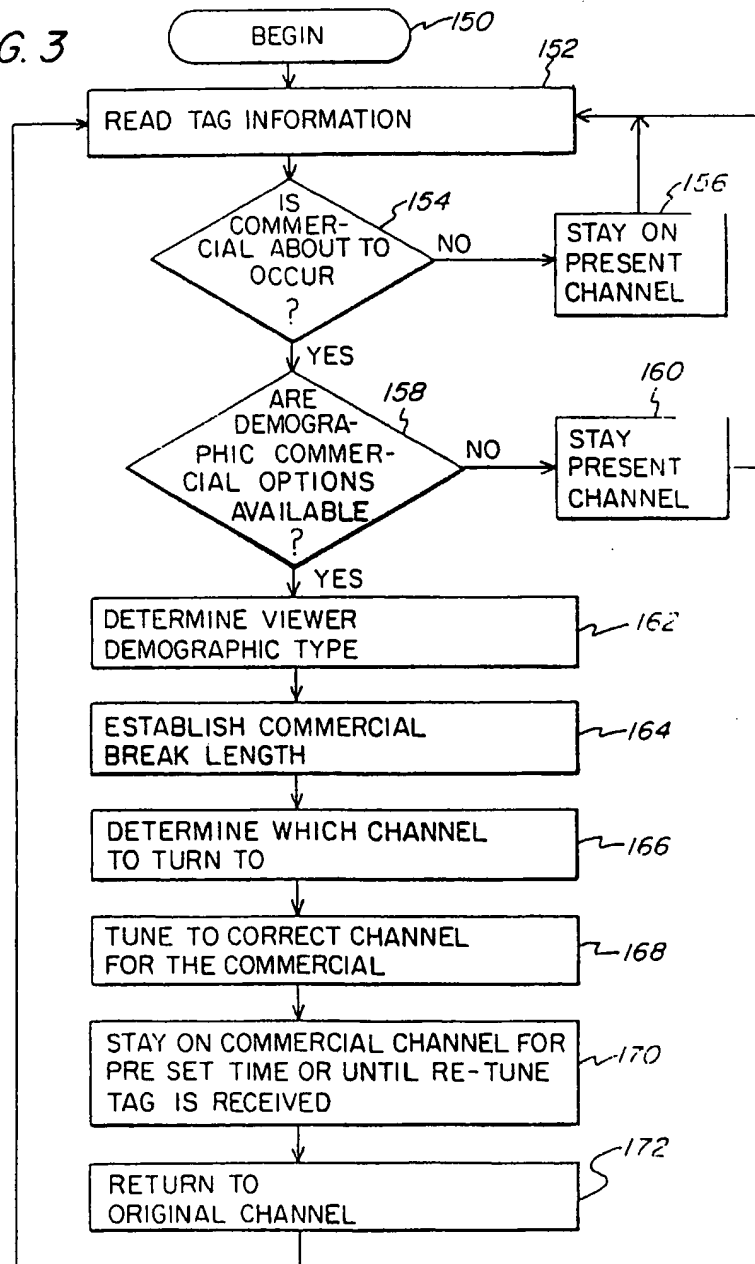 G. 3
BEGIN
150
152
READ TAG INFORMATION
IS
COMMER-
CIAL ABOUT TO
OCCUR
?
154
NO
156
STAY ON
PRESENT
CHANNEL
YES
ARE
DEMOGRA-
PHIC COMMER-
CIAL OPTIONS
AVAILABLE
?
158
NO
160
STAY
PRESENT
CHANNEL
YES
DETERMINE VIEWER
DEMOGRAPHIC TYPE
162
ESTABLISH COMMERCIAL
BREAK LENGTH
164
DETERMINE WHICH CHANNEL
TO TURN TO
166
TUNE TO CORRECT CHANNEL
FOR THE COMMERCIAL
168
STAY ON COMMERCIAL CHANNEL FOR
PRE SET TIME OR UNTIL RE-TUNE
TAG IS RECEIVED
170
RETURN TO
ORIGINAL CHANNEL
172